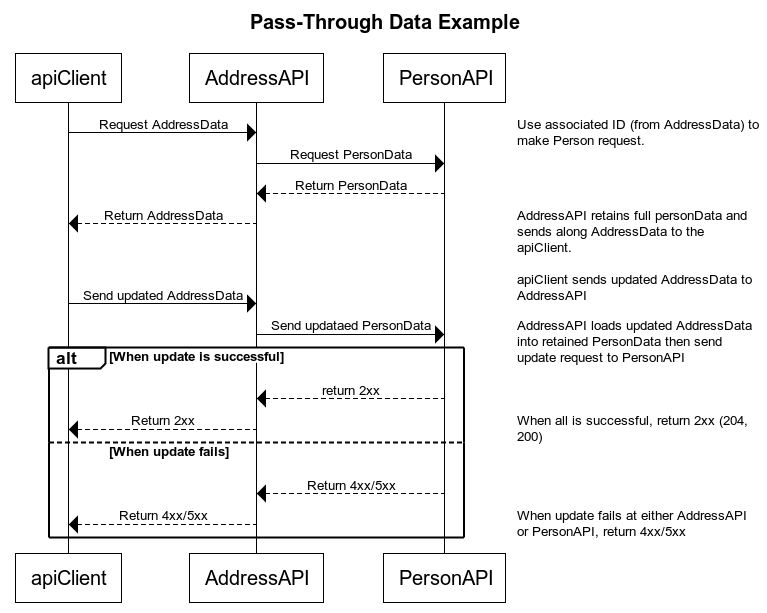 Pass-Through Data Example
apiClient
AddressAPI
PersonAPI
Request AddressData
Use associated ID (from AddressData) to
make Person request.
Request PersonData
Return PersonData
Return AddressData
AddressAPI retains full personData and
sends along AddressData to the
apiClient.
apiClient sends updated AddressData to
AddressAPI
Send updated AddressData
Send updataed PersonData
AddressAPI loads updated AddressData
into retained PersonData then send
update request to PersonAPI
alt
[When update is successful]
return 2xx
Return 2xx
When all is successful, return 2xx (204,
200)
[When update fails]
Return 4xx/5xx
Return 4xx/5xx
When update fails at either AddressAPI
or PersonAPI, return 4xx/5xx
apiClient
AddressAPI
PersonAPI